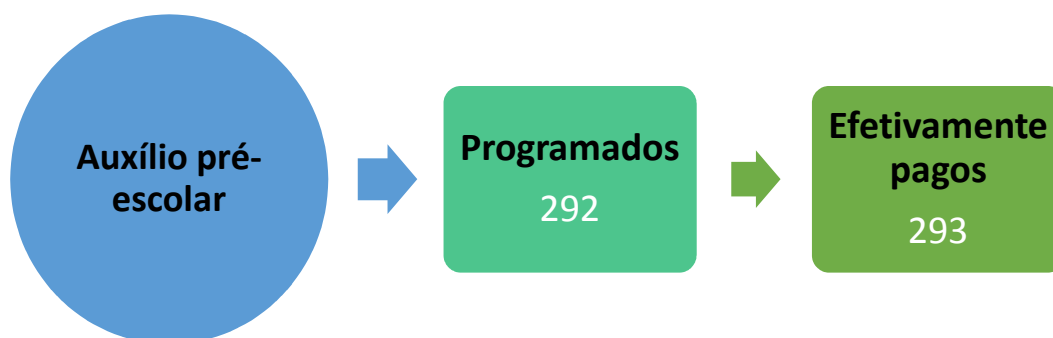 Auxílio pré-
escolar
Programados
292
Efetivamente
pagos
293